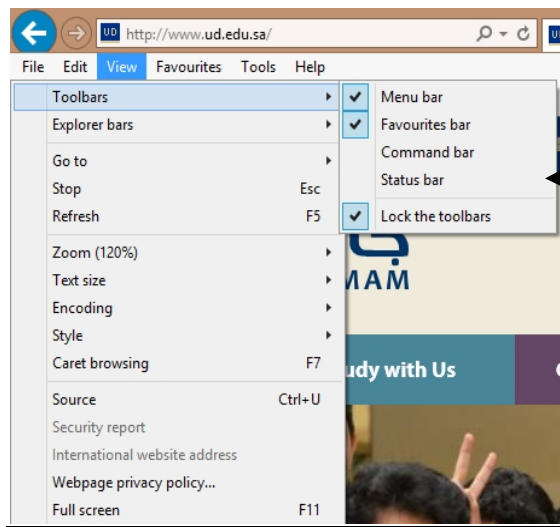 UD http://www.ud.edu.sa/
File Edit View Favourites Tools Help
Toolbars
Explorer bars
Go to
Stop Esc
Refresh F5
Zoom (120%)
Text size
Encoding
Style
Caret browsing F7
Source Ctrl+U
Security report
International website address
Webpage privacy policy...
Full screen F11
Menu bar
Favourites bar
Command bar
Status bar
Lock the toolbars
MAM
udy with Us